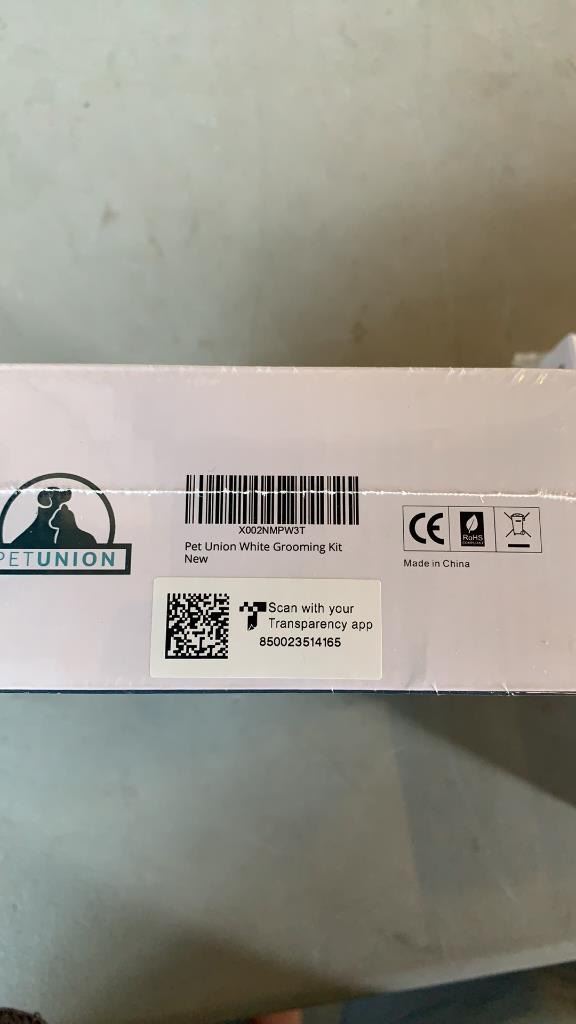 PETUNION
X002NMPW3T
Pet Union White Grooming Kit
New
CE
RoHS
COMPLIANT
Made in China
Scan with your
Transparency app
850023514165